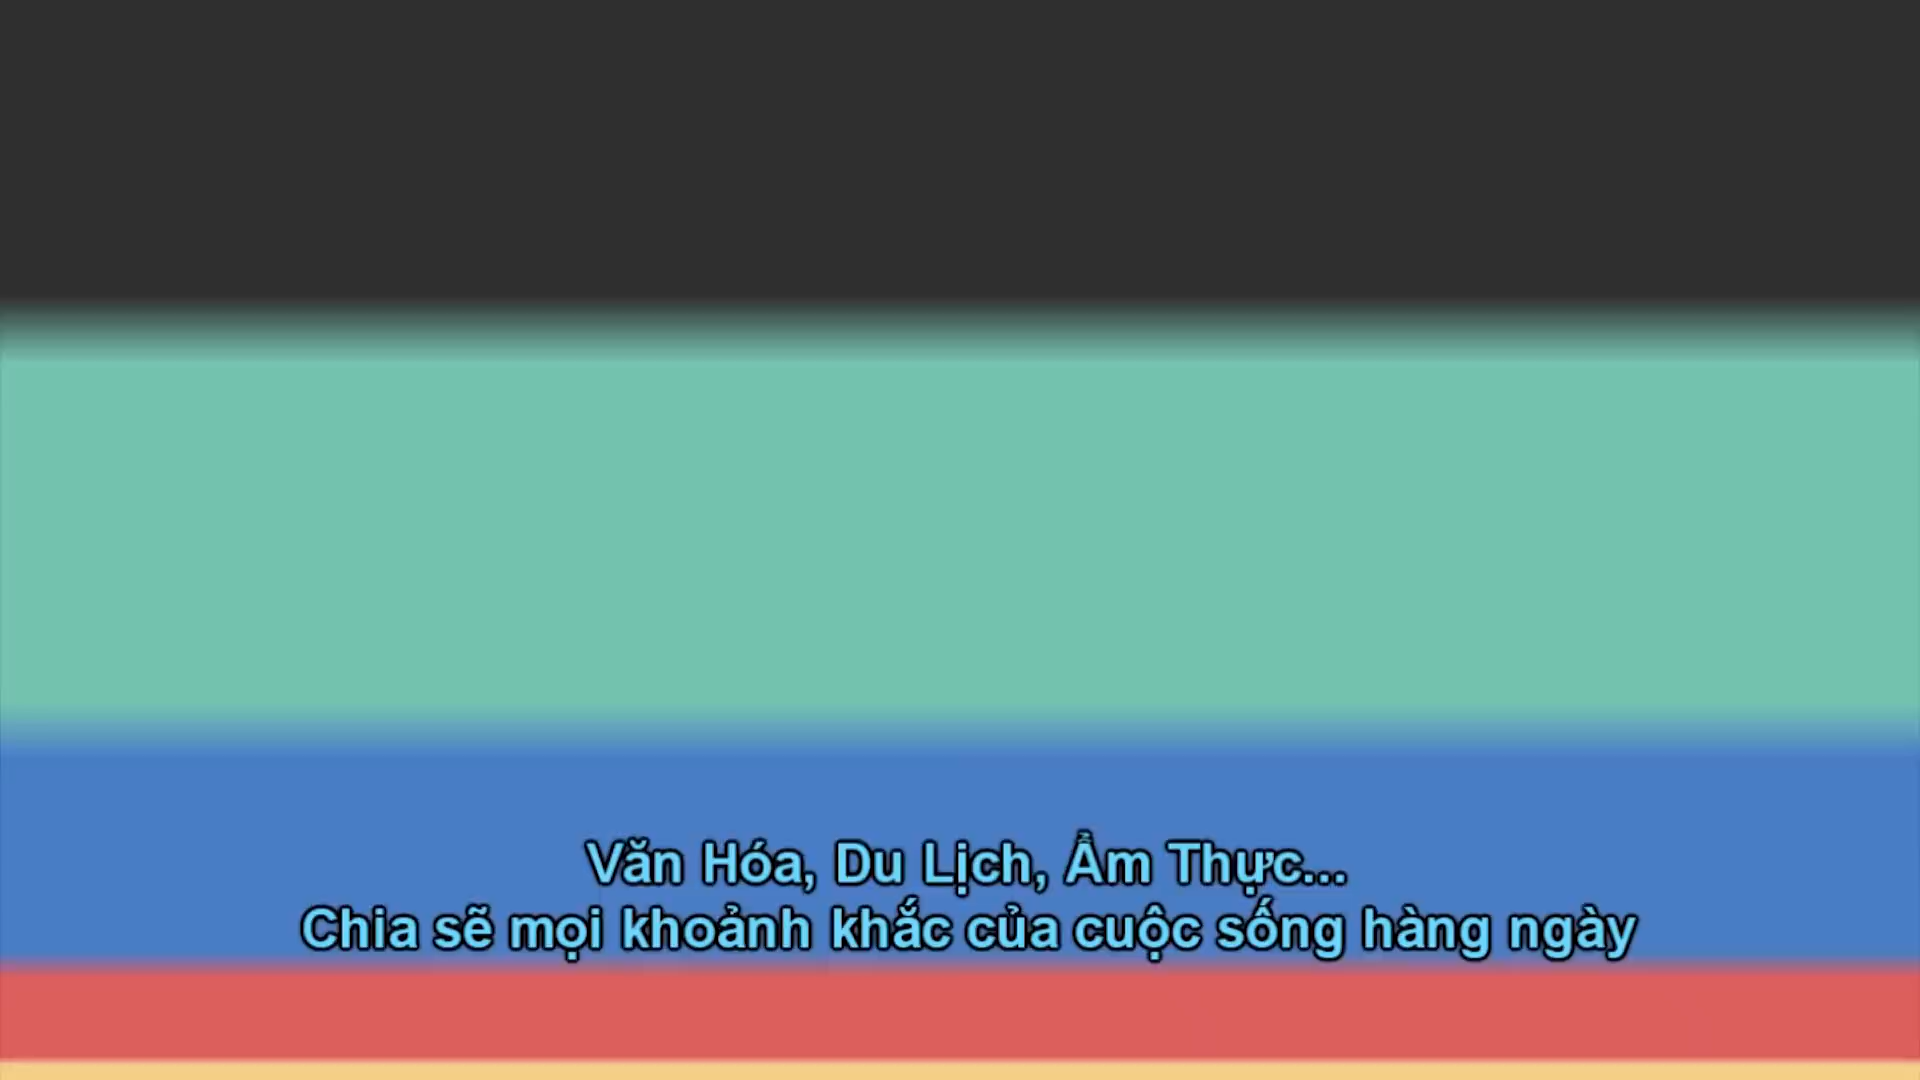 Văn Hóa, Du Lịch, Ẩm Thực...
Chia sẽ mọi khoảnh khắc của cuộc sống hàng ngày